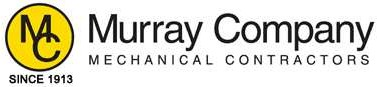 MC
SINCE 1913
Murray Company
MECHANICAL CONTRACTORS